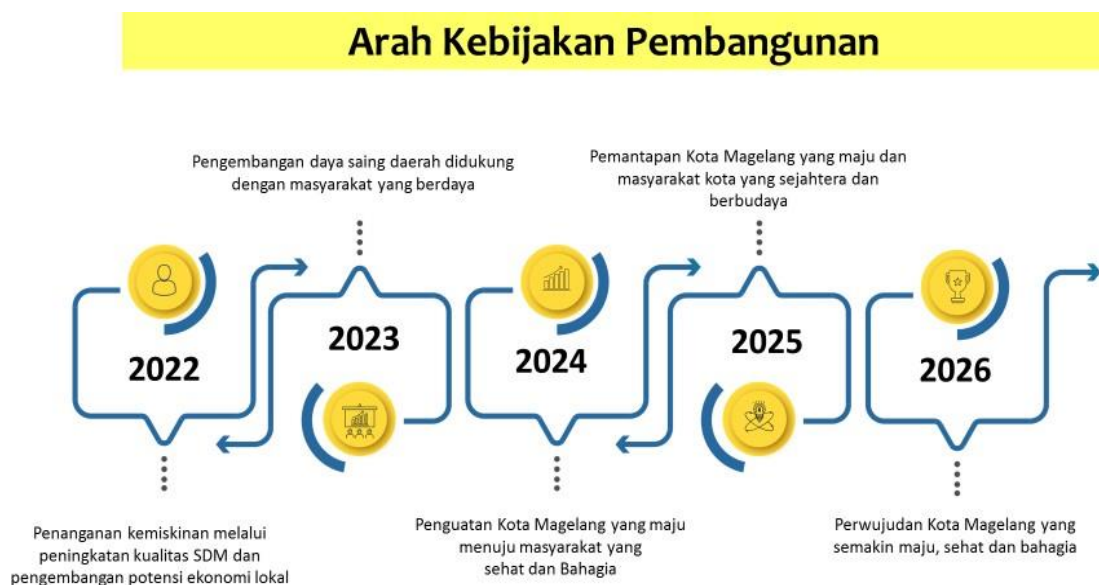 Arah Kebijakan Pembangunan
Pengembangan daya saing daerah didukung
dengan masyarakat yang berdaya
Pemantapan Kota Magelang yang maju dan
masyarakat kota yang sejahtera dan
berbudaya
2022
2023
2024
2025
2026
Penanganan kemiskinan melalui
peningkatan kualitas SDM dan
pengembangan potensi ekonomi lokal
Penguatan Kota Magelang yang maju
menuju masyarakat yang
sehat dan Bahagia
Perwujudan Kota Magelang yang
semakin maju, sehat dan bahagia